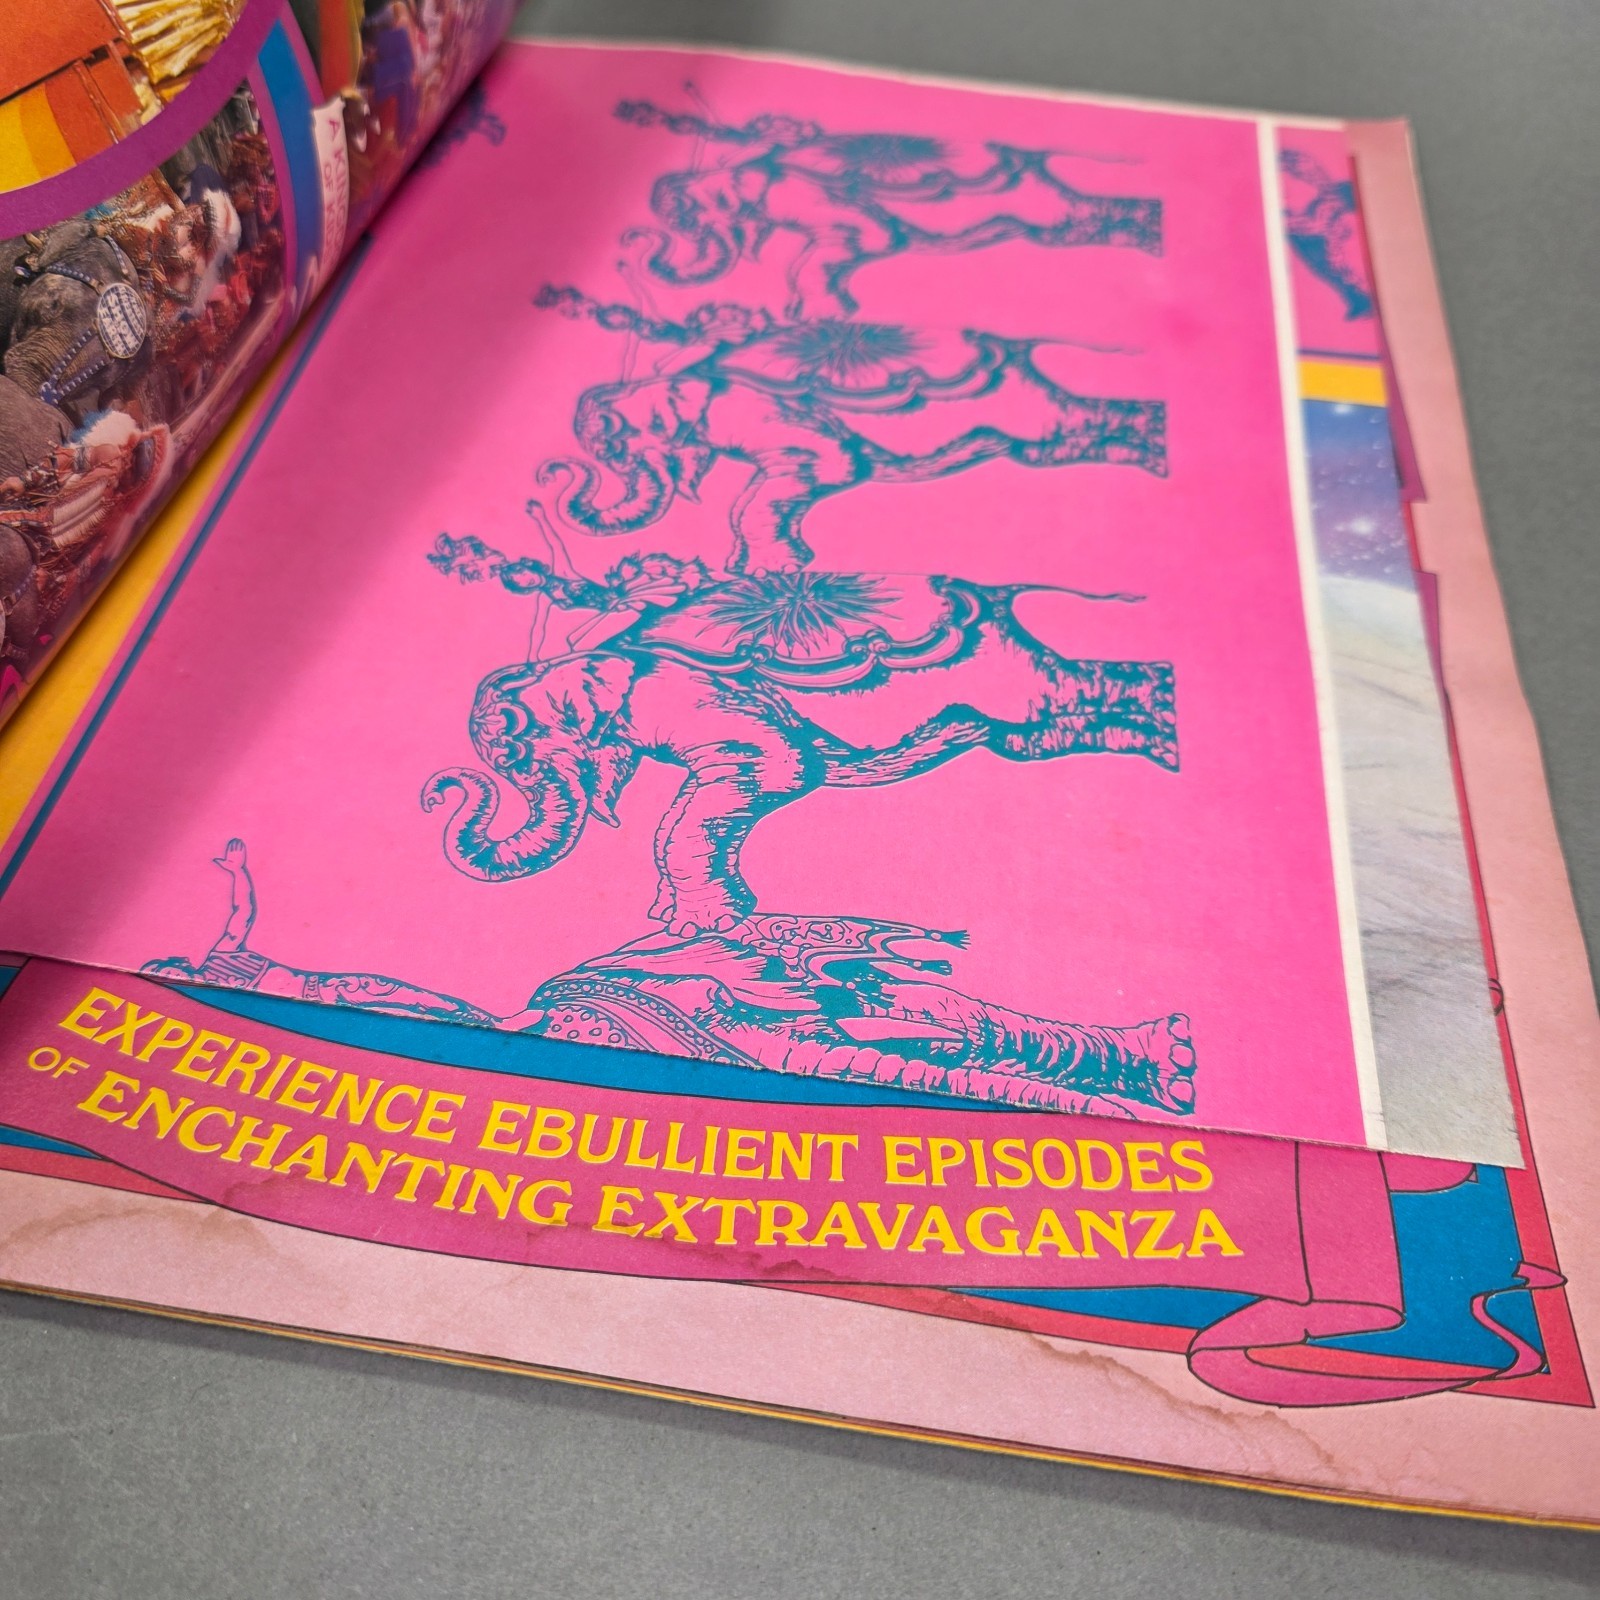 EXPERIENCE EBULLIENT EPISODES
OF ENCHANTING EXTRAVAGANZA